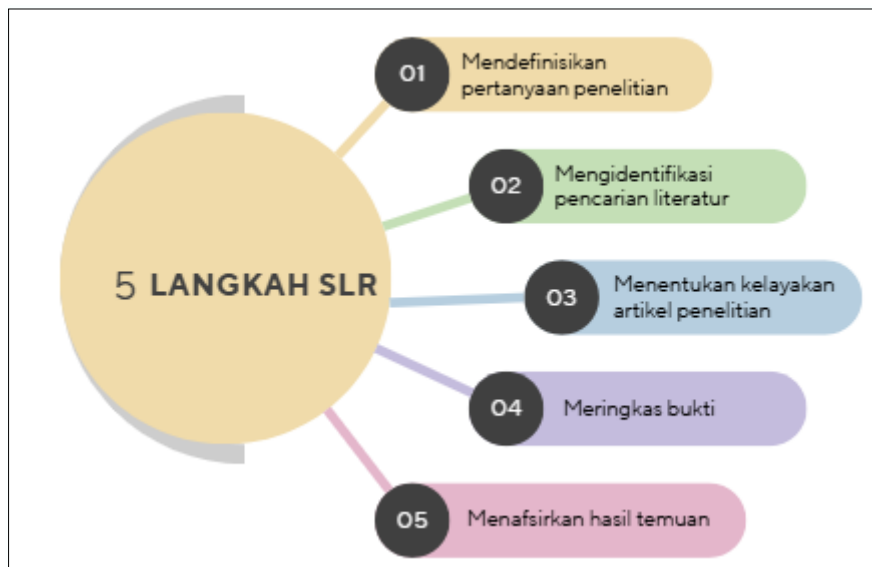 5 LANGKAH SLR
01
Mendefinisikan
pertanyaan penelitian
02
Mengidentifikasi
pencarian literatur
03
Menentukan kelayakan
artikel penelitian
04
Meringkas bukti
05
Menafsirkan hasil temuan